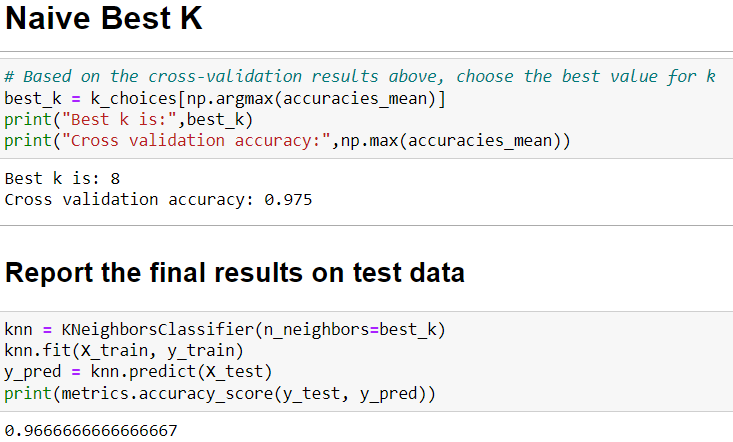 Naive Best K
# Based on the cross-validation results above, choose the best value for k
best_k = k_choices[np.argmax(accuracies_mean)]
print("Best k is:",best_k)
print("Cross validation accuracy:",np.max(accuracies_mean))
Best k is: 8
Cross validation accuracy: 0.975
Report the final results on test data
knn = KNeighborsClassifier(n_neighbors=best_k)
knn.fit(X_train, y_train)
y_pred = knn.predict(X_test)
print(metrics.accuracy_score(y_test, y_pred))
0.9666666666666667